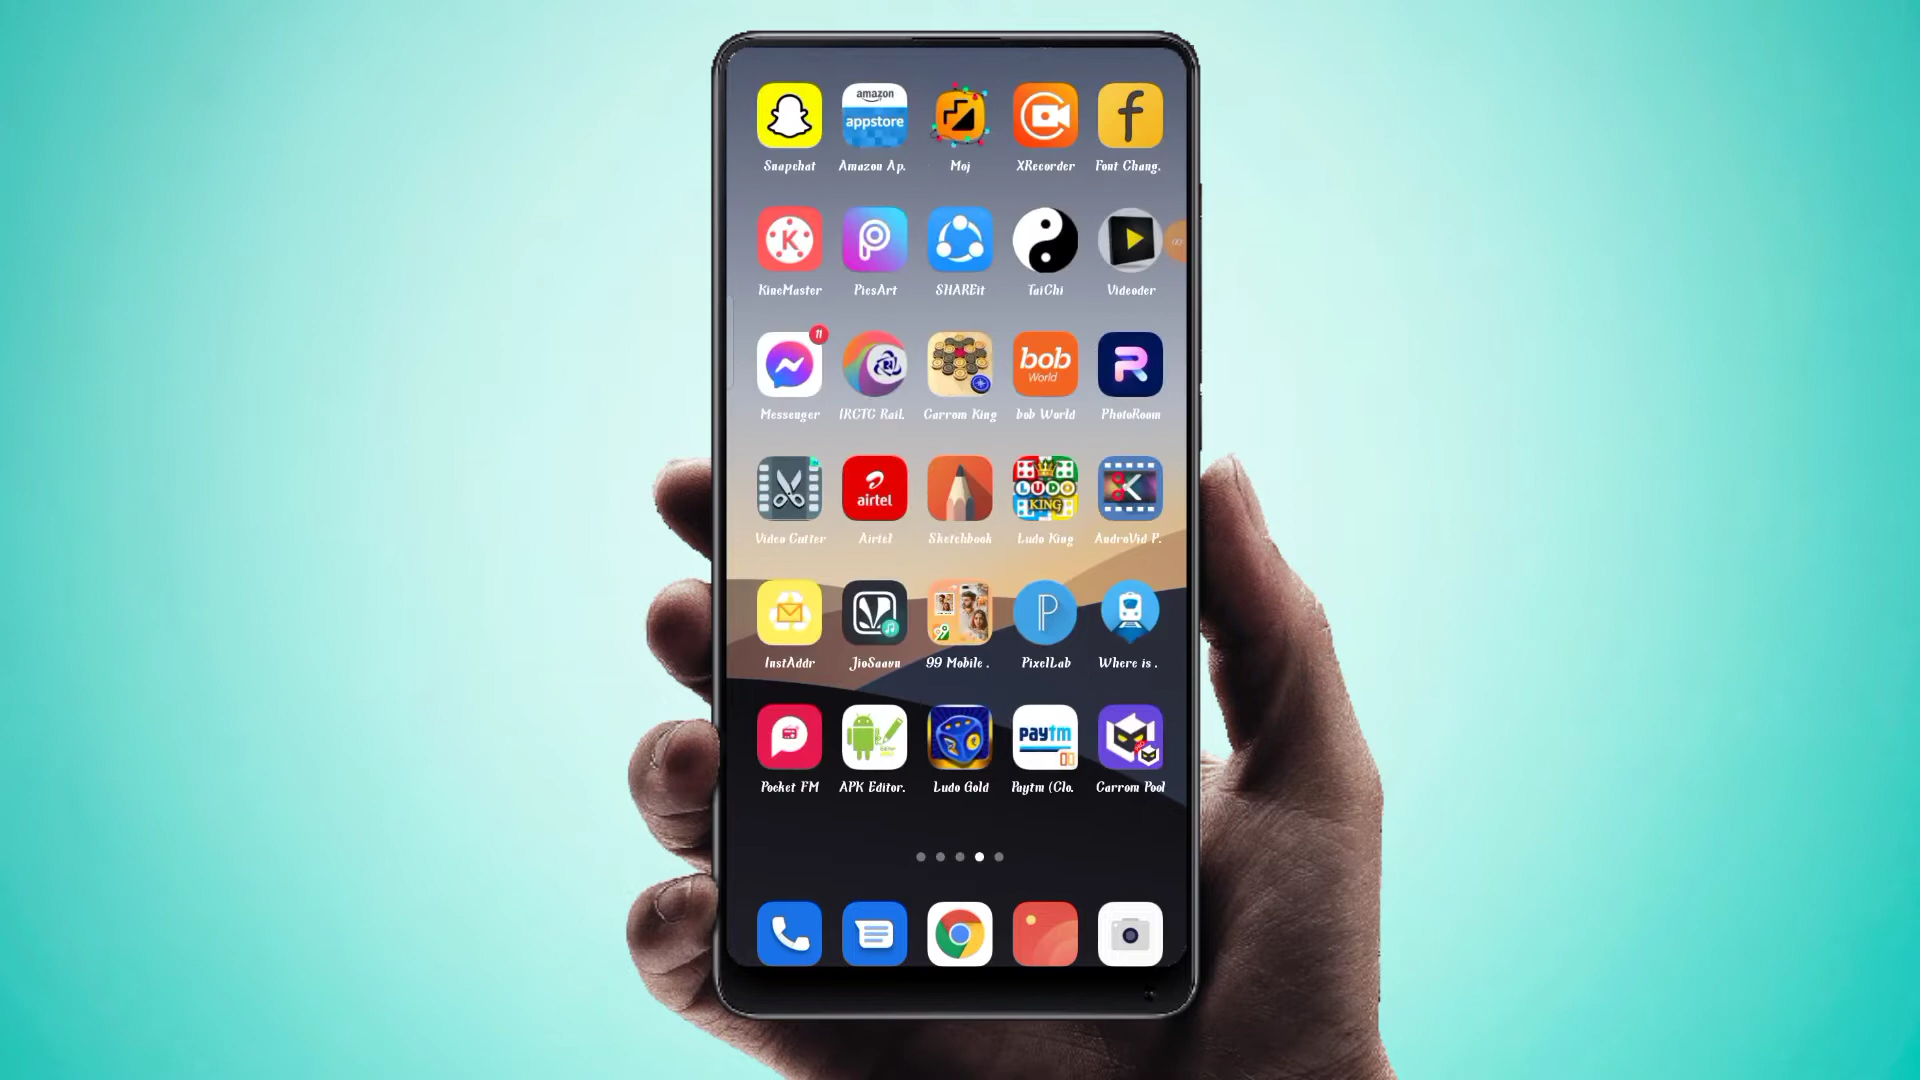 amazon
appstore
f
Snapchat
Amazon Ap.
Moj
XRecorder
Font Chang.
K
P
KineMaster
PicsArt
SHAREit
TaiChi
Videoder
11
bob
World
R
Messenger
IRCTC Rail.
Carrom King
bob World
PhotoRoom
airtel
LUDO
KING
Video Cutter
Airtel
Sketchbook
Ludo King
AndroVid P.
99
P
InstAddr
JioSaavn
99 Mobile .
PixelLab
Where is .
paytm
Pocket FM
APK Editor.
Ludo Gold
Paytm (Clo.
Carrom Pool